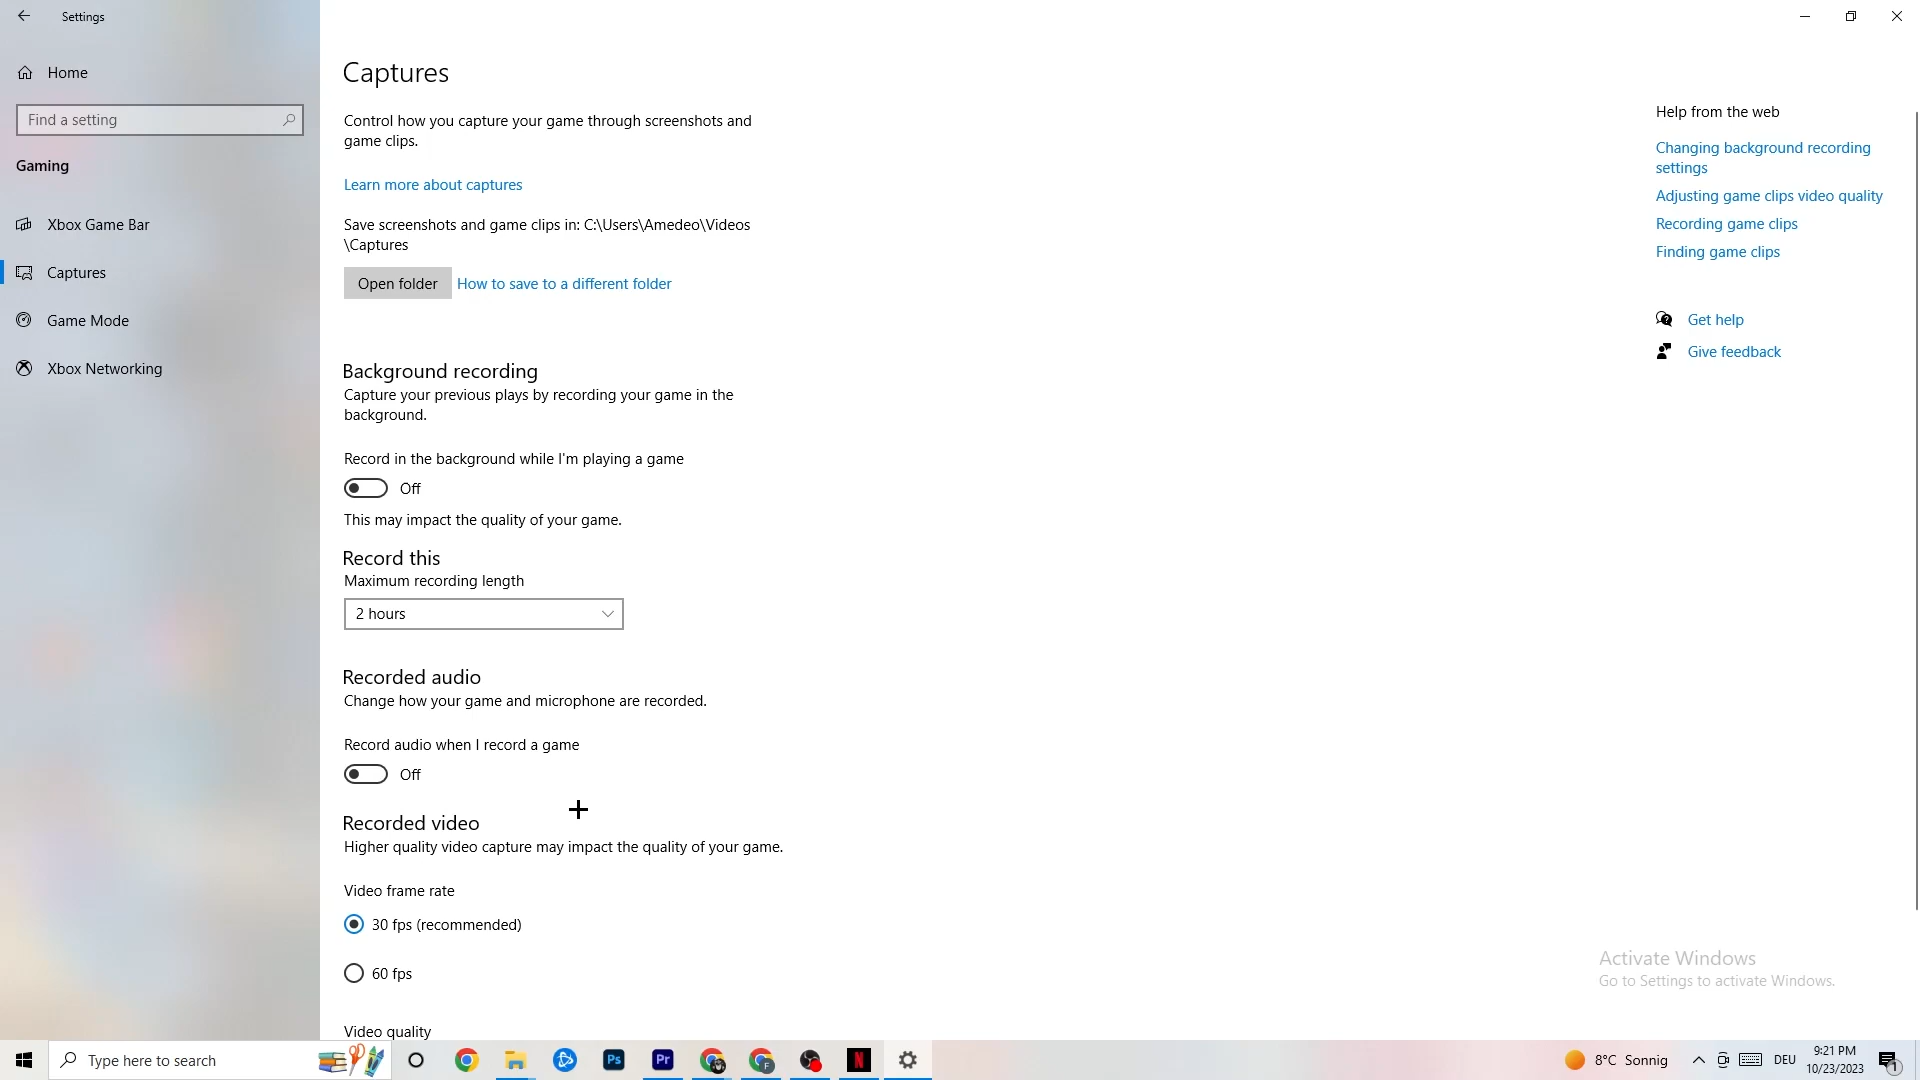 Settings
Home
Find a setting
Gaming
Xbox Game Bar
Captures
Game Mode
Xbox Networking
Captures
Control how you capture your game through screenshots and
game clips.
Learn more about captures
Save screenshots and game clips in: C:\Users\Amedeo\Videos
\Captures
Open folder
How to save to a different folder
Background recording
Capture your previous plays by recording your game in the
background.
Record in the background while I'm playing a game
Off
This may impact the quality of your game.
Record this
Maximum recording length
2 hours
Recorded audio
Change how your game and microphone are recorded.
Record audio when I record a game
Off
Recorded video
Higher quality video capture may impact the quality of your game.
Video frame rate
30 fps (recommended)
60 fps
Video quality
Help from the web
Changing background recording
settings
Adjusting game clips video quality
Recording game clips
Finding game clips
Get help
Give feedback
Activate Windows
Go to Settings to activate Windows.
Type here to search
Ps
Pr
F
N
8°C Sonnig
DEU
9:21 PM
10/23/2023
1